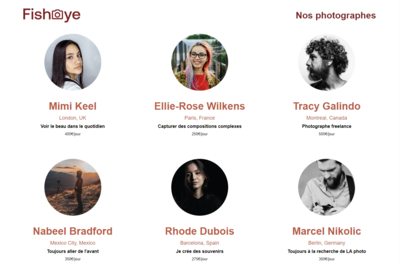 Fisheye
Nos photographes
Mimi Keel
London, UK
Voir le beau dans le quotidien
400€/jour
Ellie-Rose Wilkens
Paris, France
Capturer des compositions complexes
250€/jour
Tracy Galindo
Montreal, Canada
Photographe freelance
500€/jour
Nabeel Bradford
Mexico City, Mexico
Toujours aller de l'avant
350€/jour
Rhode Dubois
Barcelona, Spain
Je crée des souvenirs
275€/jour
Marcel Nikolic
Berlin, Germany
Toujours à la recherche de LA photo
300€/jour